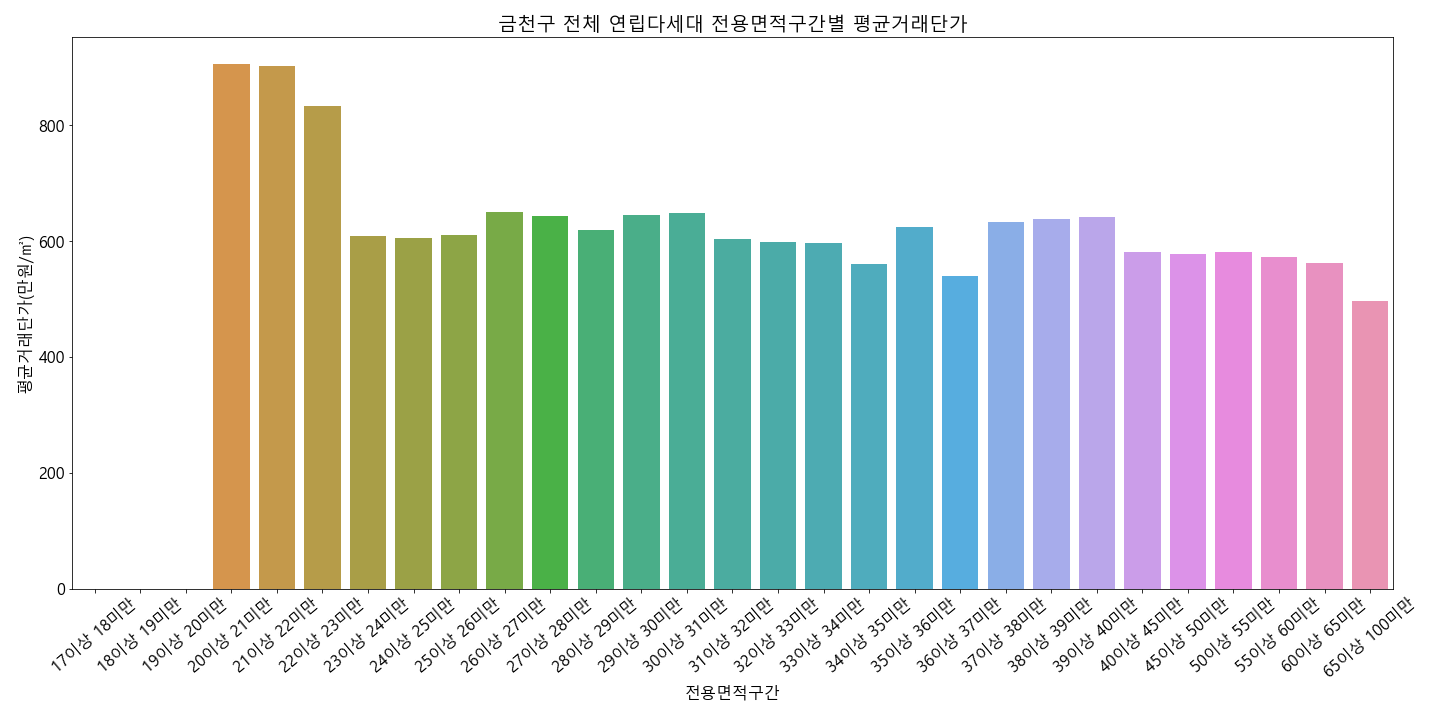 금천구 전체 연립다세대 전용면적구간별 평균거래단가
평균거래단가(만원/㎡)
800
600
400
200
0
17이상 18미만
18이상 19미만
19이상 20미만
20이상 21미만
21이상 22미만
22이상 23미만
23이상 24미만
24이상 25미만
25이상 26미만
26이상 27미만
27이상 28미만
28이상 29미만
29이상 30미만
30이상 31미만
31이상 32미만
32이상 33미만
33이상 34미만
34이상 35미만
35이상 36미만
36이상 37미만
37이상 38미만
38이상 39미만
39이상 40미만
40이상 45미만
45이상 50미만
50이상 55미만
55이상 60미만
60이상 65미만
65이상 100미만
전용면적구간